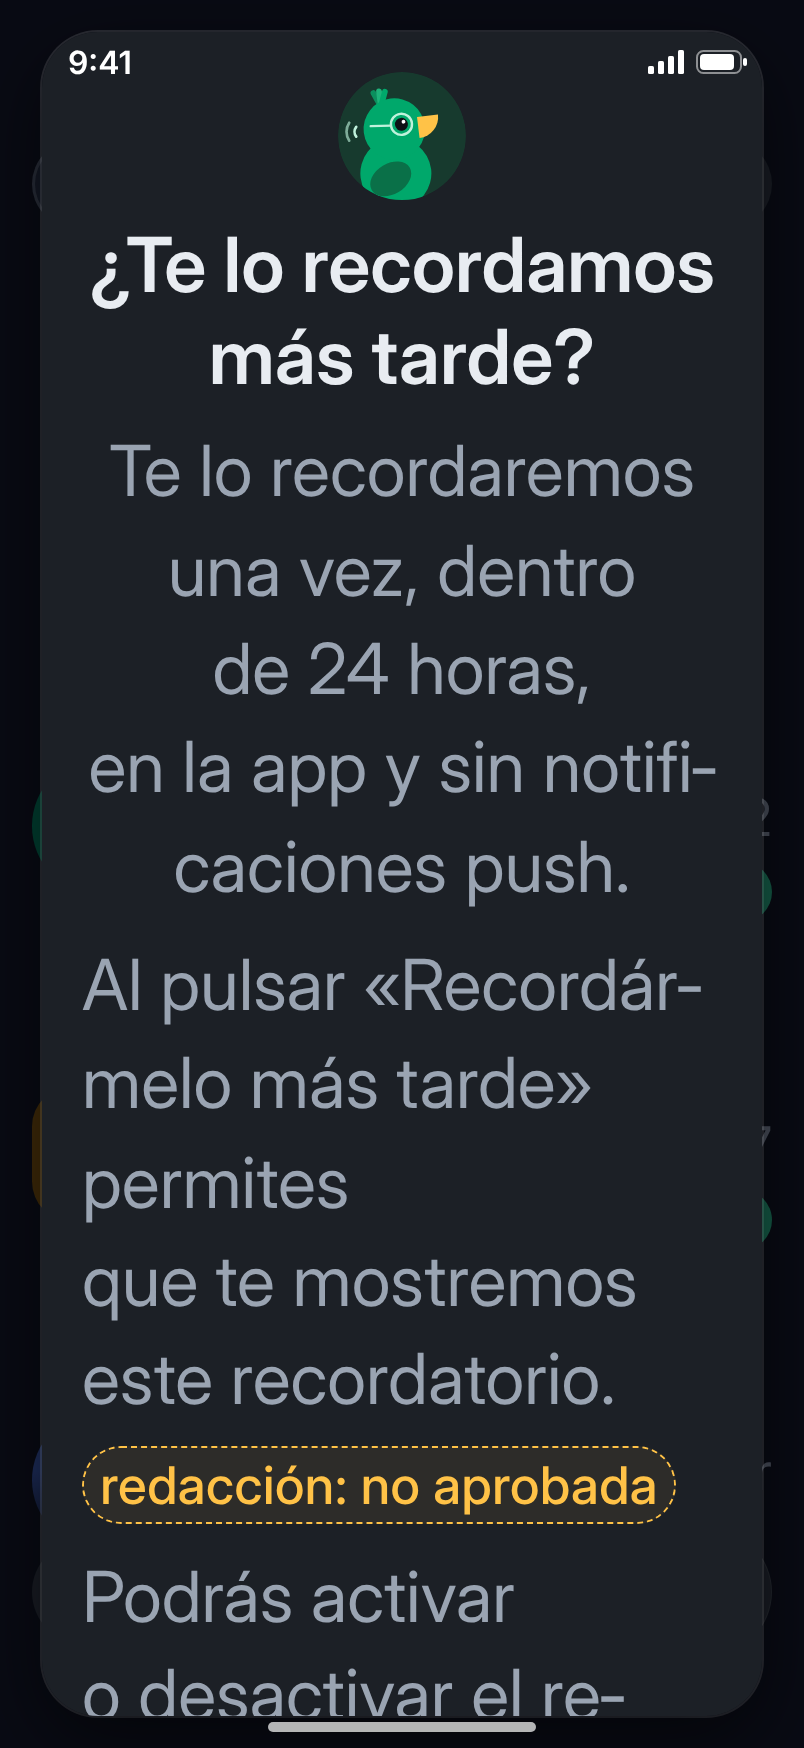 9:41
¿Te lo recordamos
más tarde?
Te lo recordaremos
una vez, dentro
de 24 horas,
en la app y sin notifi-
caciones push.
Al pulsar «Recordár-
melo más tarde»
permites
que te mostremos
este recordatorio.
redacción: no aprobada
Podrás activar
o desactivar el re-